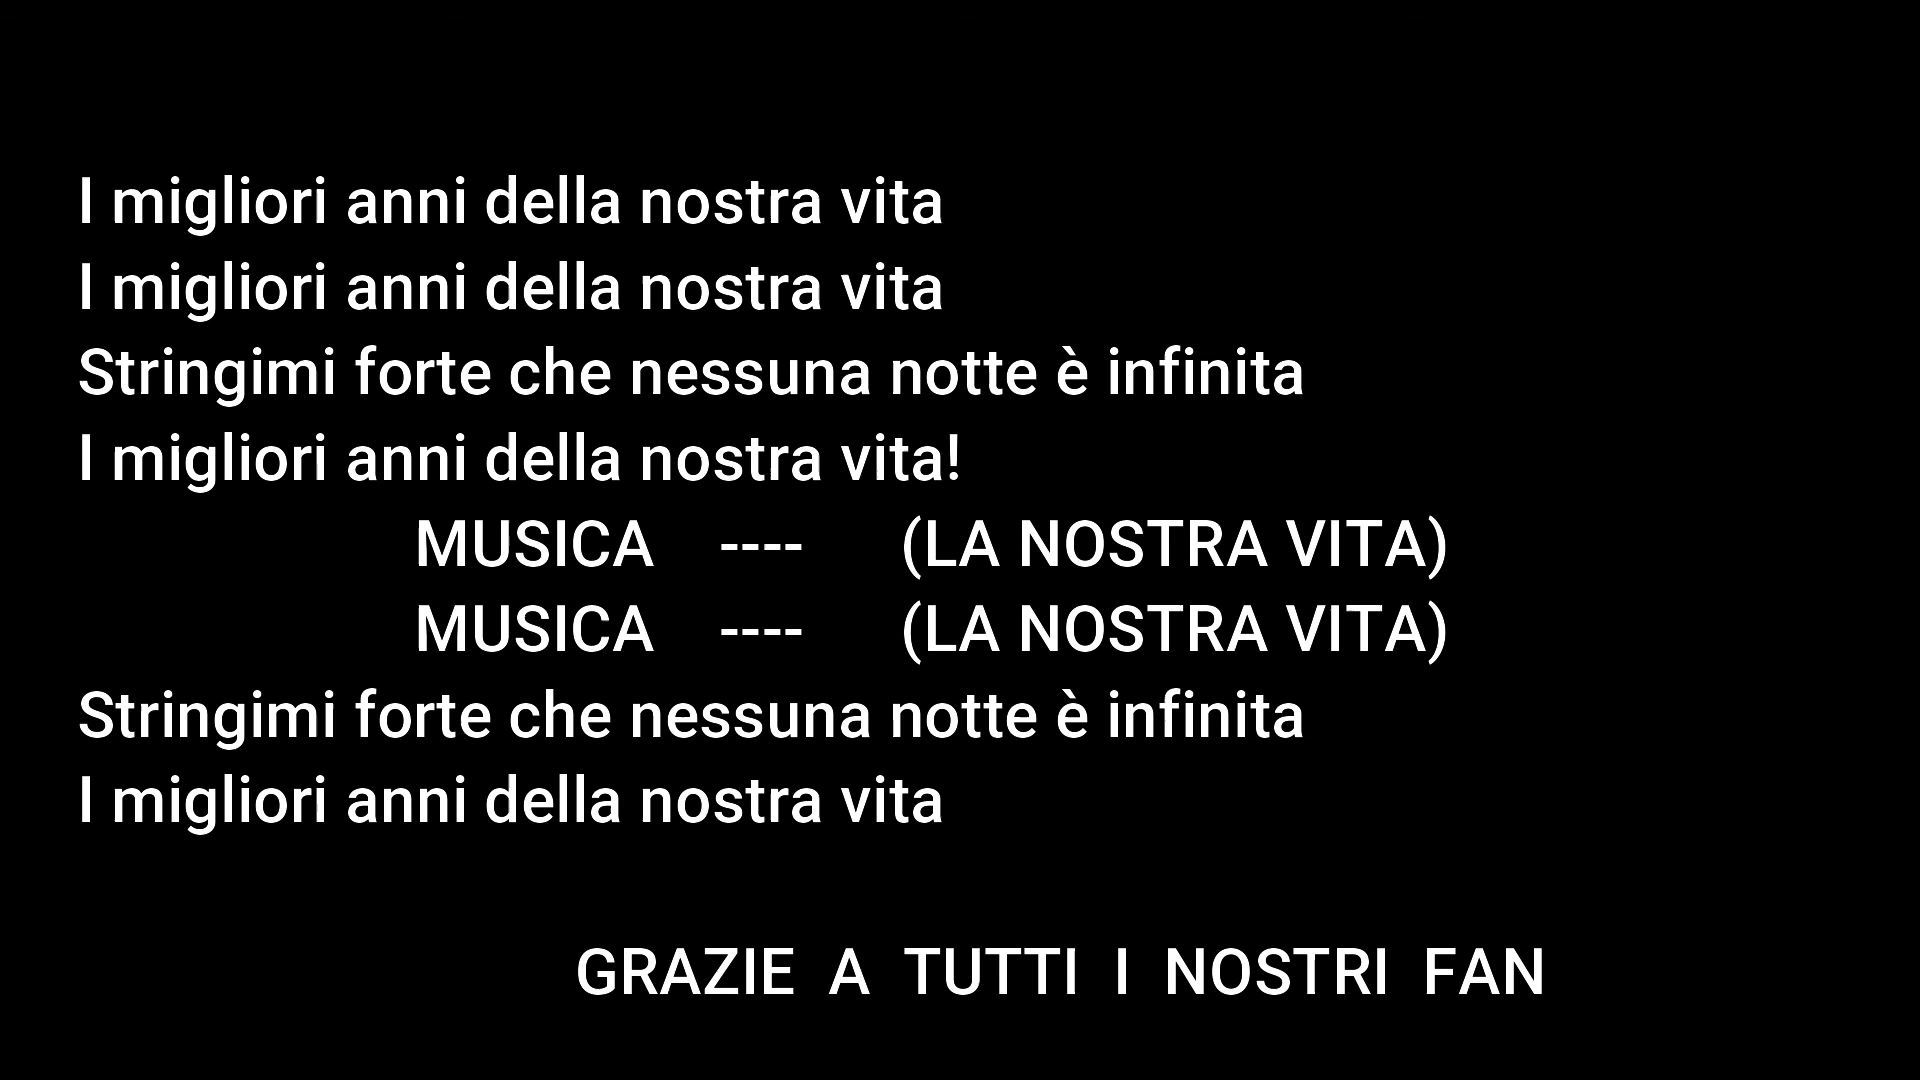 I migliori anni della nostra vita
I migliori anni della nostra vita
Stringimi forte che nessuna notte è infinita
I migliori anni della nostra vita!
MUSICA ---- (LA NOSTRA VITA)
MUSICA ---- (LA NOSTRA VITA)
Stringimi forte che nessuna notte è infinita
I migliori anni della nostra vita
GRAZIE A TUTTI I NOSTRI FAN